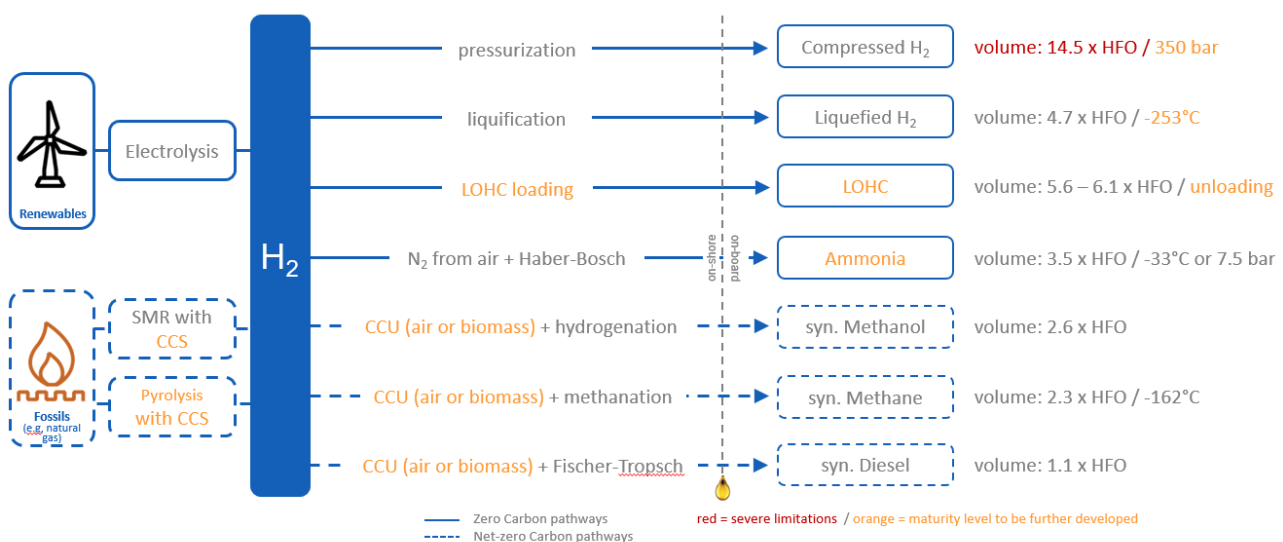 pressurization
Compressed H₂
volume: 14.5 x HFO / 350 bar
liquification
Liquefied H₂
volume: 4.7 x HFO / -253°C
Electrolysis
Renewables
LOHC loading
LOHC
volume: 5.6 – 6.1 x HFO / unloading
H₂
N₂ from air + Haber-Bosch
on-shore
on-board
Ammonia
volume: 3.5 x HFO / -33°C or 7.5 bar
SMR with
CCS
CCU (air or biomass) + hydrogenation
syn. Methanol
volume: 2.6 x HFO
Pyrolysis
with CCS
Fossils
(e.g, natural
gas)
CCU (air or biomass) + methanation
syn. Methane
volume: 2.3 x HFO / -162°C
CCU (air or biomass) + Fischer-Tropsch
syn. Diesel
volume: 1.1 x HFO
Zero Carbon pathways
Net-zero Carbon pathways
red = severe limitations / orange = maturity level to be further developed